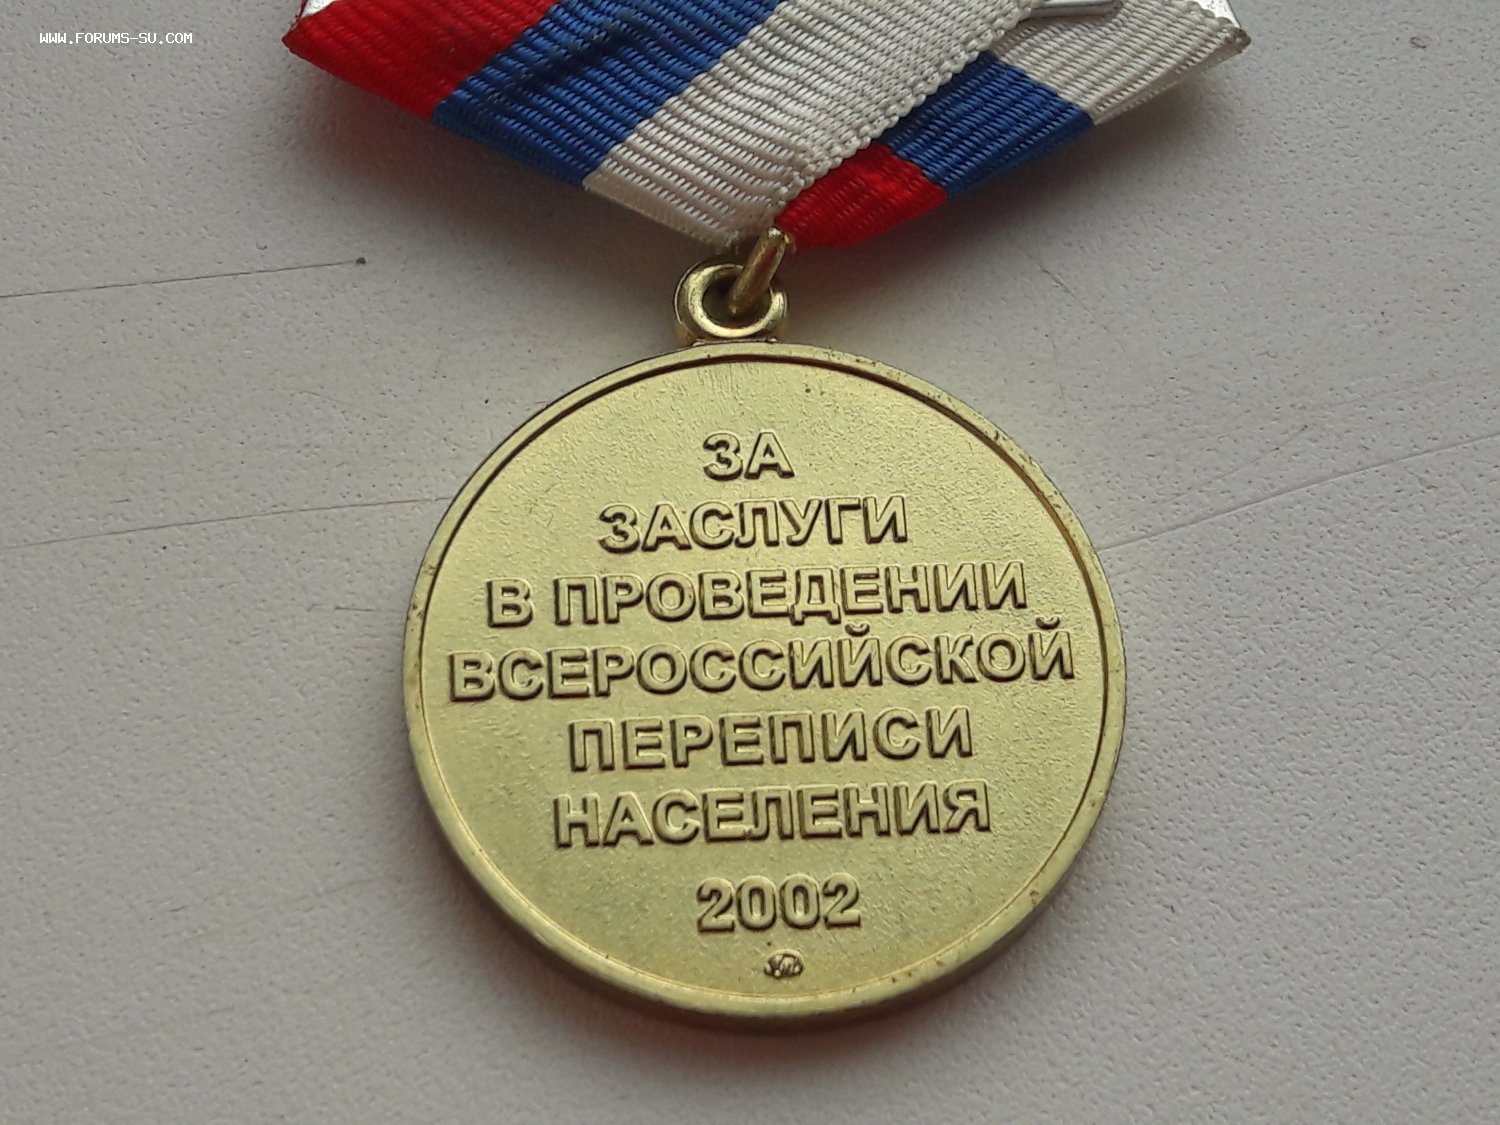 WWW.FORUMS-SU.COM
ЗА
ЗАСЛУГИ
В ПРОВЕДЕНИИ
ВСЕРОССИЙСКОЙ
ПЕРЕПИСИ
НАСЕЛЕНИЯ
2002